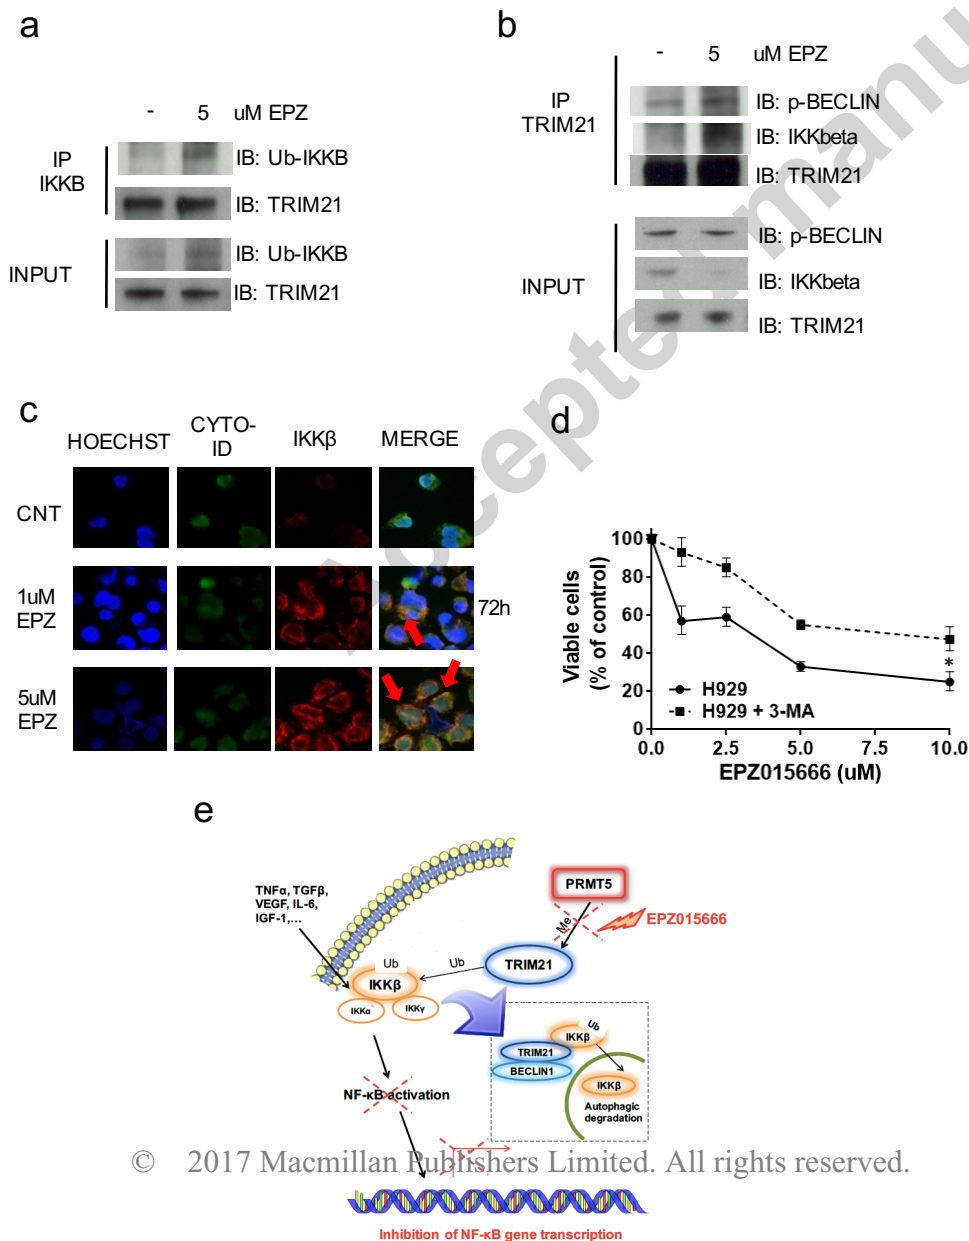 a
- 5 uM EPZ
IP
IKKB
IB: Ub-IKKB
IB: TRIM21
INPUT
IB: Ub-IKKB
IB: TRIM21
b
- 5 uM EPZ
IP
TRIM21
IB: p-BECLIN
IB: IKKbeta
IB: TRIM21
INPUT
IB: p-BECLIN
IB: IKKbeta
IB: TRIM21
Accepted manu
c
HOECHST
CYTO-
ID
IKKβ
MERGE
CNT
1uM
EPZ
72h
5uM
EPZ
d
Viable cells
(% of control)
100
80
60
40
20
0
*
H929
H929 + 3-MA
0.0 2.5 5.0 7.5 10.0
EPZ015666 (uM)
e
TNFα, TGFβ,
VEGF, IL-6,
IGF-1,...
PRMT5
Me
EPZ015666
TRIM21
Ub
Ub
IKKβ
IKKα
IKKγ
Ub
IKKβ
TRIM21
BECLIN1
IKKβ
Autophagic
degradation
NF-κB activation
© 2017 Macmillan Publishers Limited. All rights reserved.
Inhibition of NF-κB gene transcription